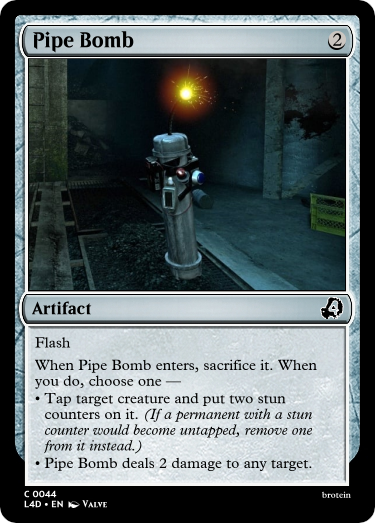 Pipe Bomb 2
Artifact
Flash
When Pipe Bomb enters, sacrifice it. When
you do, choose one —
• Tap target creature and put two stun
counters on it. (If a permanent with a stun
counter would become untapped, remove one
from it instead.)
• Pipe Bomb deals 2 damage to any target.
C 0044
L4D • EN Valve
brotein